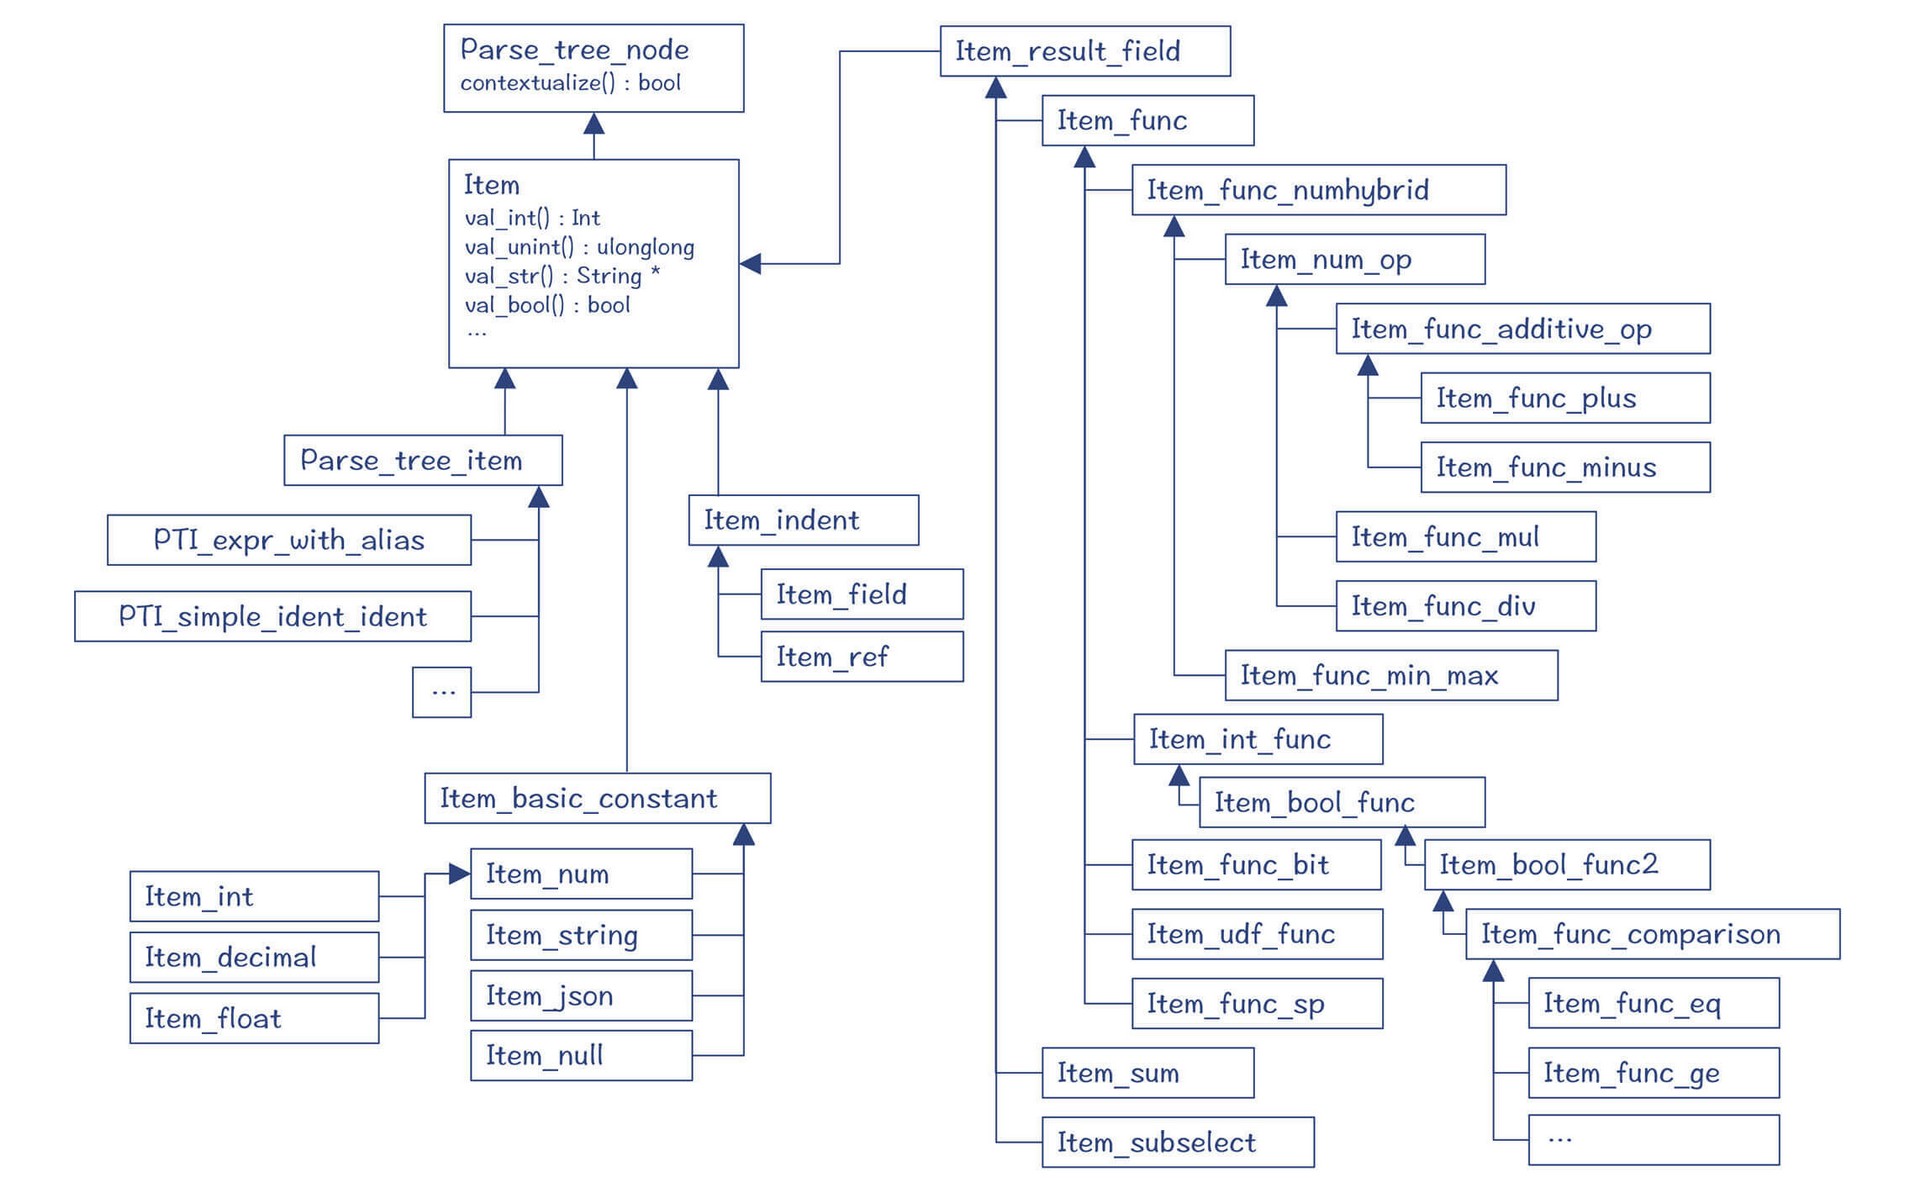 Parse_tree_node
contextualize() : bool
Item
val_int() : Int
val_unint() : ulonglong
val_str() : String *
val_bool() : bool
...
Parse_tree_item
PTI_expr_with_alias
PTI_simple_ident_ident
...
Item_indent
Item_field
Item_ref
Item_basic_constant
Item_num
Item_string
Item_json
Item_null
Item_int
Item_decimal
Item_float
Item_result_field
Item_func
Item_func_numhybrid
Item_num_op
Item_func_additive_op
Item_func_plus
Item_func_minus
Item_func_mul
Item_func_div
Item_func_min_max
Item_int_func
Item_bool_func
Item_bool_func2
Item_func_comparison
Item_func_eq
Item_func_ge
...
Item_func_bit
Item_udf_func
Item_func_sp
Item_sum
Item_subselect